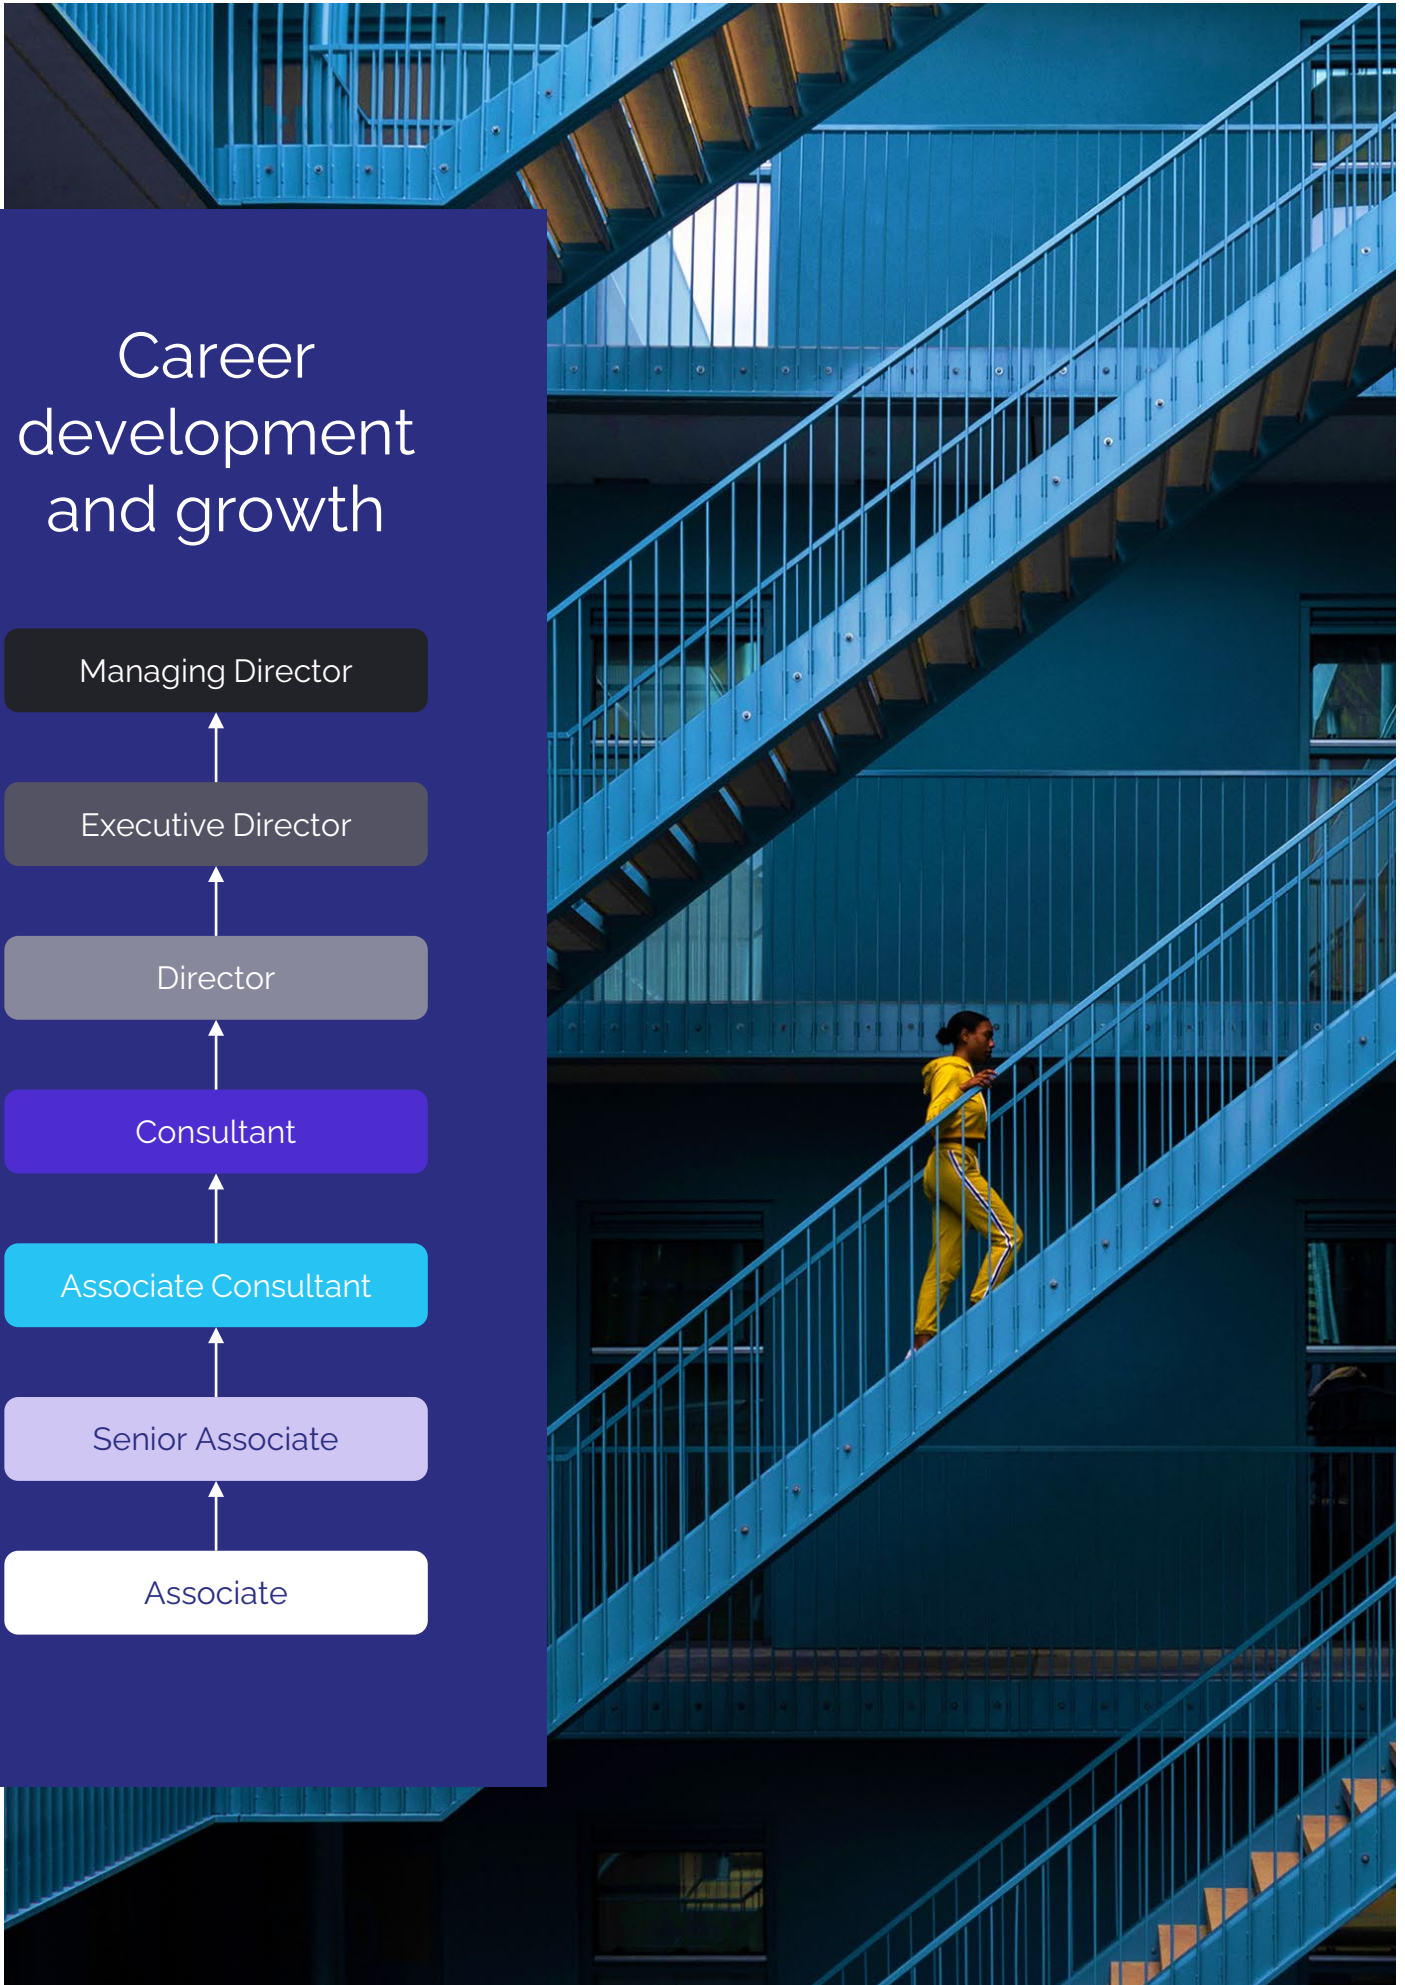 Career
development
and growth
Managing Director
Executive Director
Director
Consultant
Associate Consultant
Senior Associate
Associate